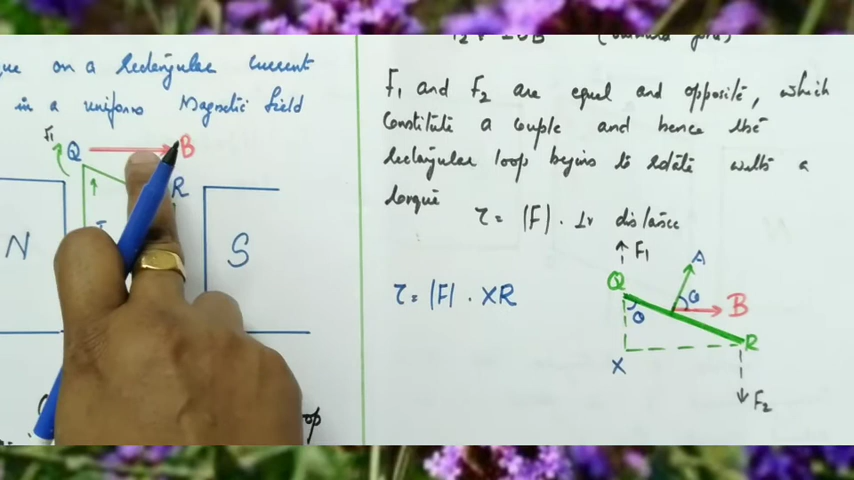 on a Rectangular current
in a uniform Magnetic field
F1
Q
B
R
N
S
F1 and F2 are equal and opposite, which
constitute a couple and hence the
rectangular loop begins to rotate with a
torque
τ = |F| . ⊥r distance
τ = |F| . XR
F1
A
Q
θ
B
θ
R
X
F2